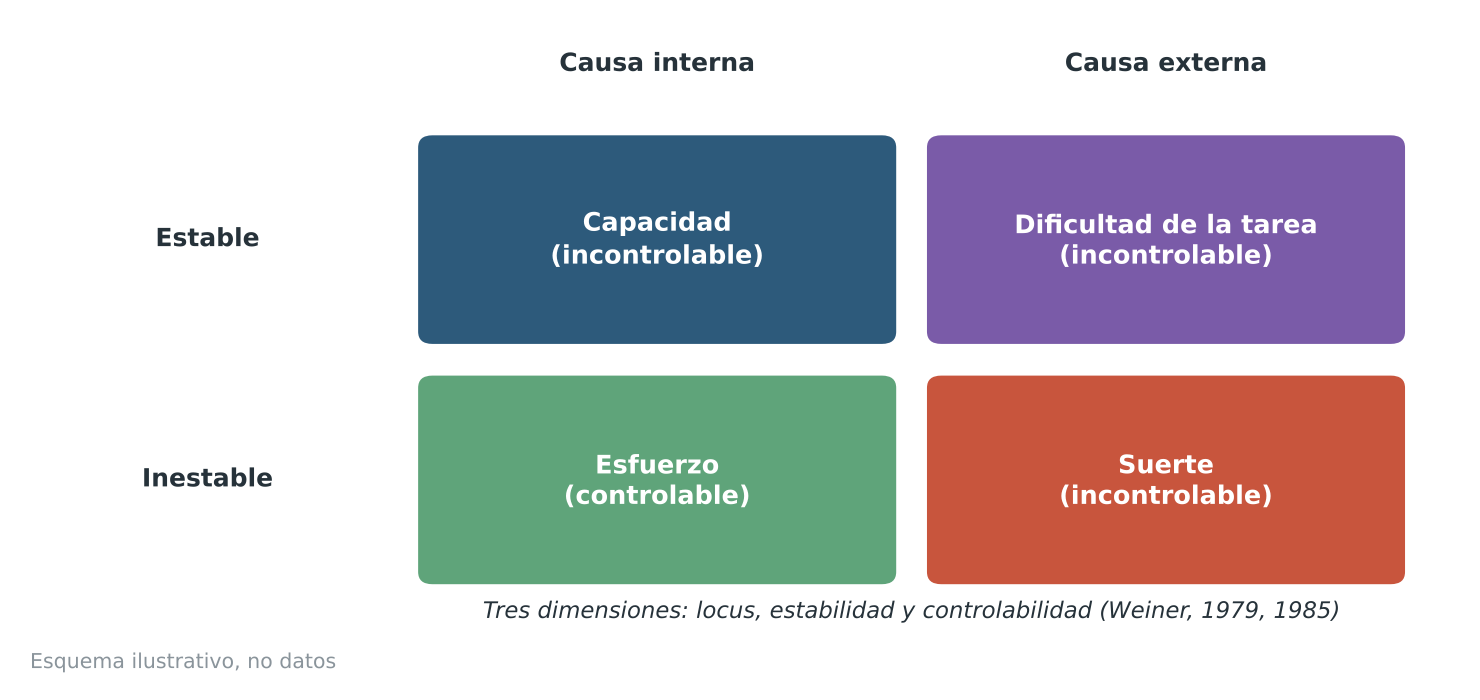 Causa interna
Causa externa
Estable
Capacidad
(incontrolable)
Dificultad de la tarea
(incontrolable)
Inestable
Esfuerzo
(controlable)
Suerte
(incontrolable)
Tres dimensiones: locus, estabilidad y controlabilidad (Weiner, 1979, 1985)
Esquema ilustrativo, no datos